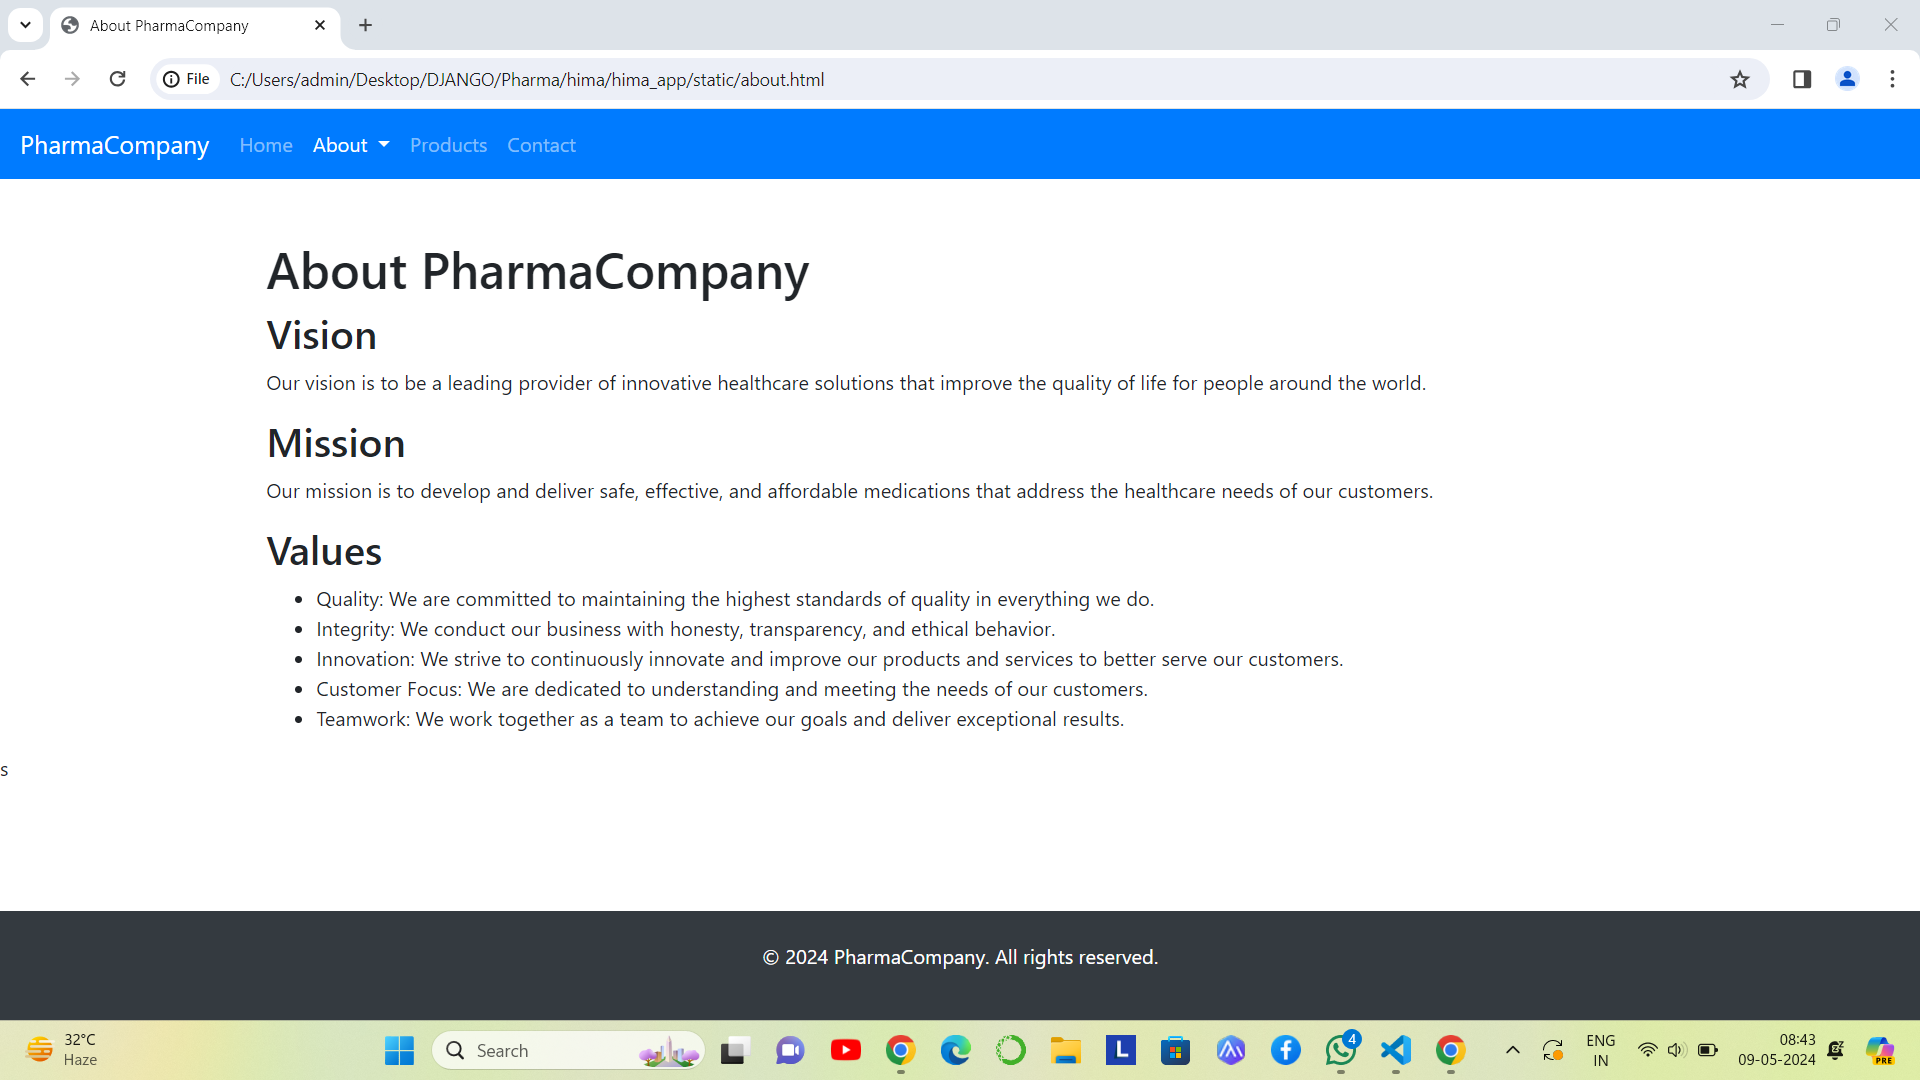 About PharmaCompany
File C:/Users/admin/Desktop/DJANGO/Pharma/hima/hima_app/static/about.html
PharmaCompany Home About Products Contact
About PharmaCompany
Vision
Our vision is to be a leading provider of innovative healthcare solutions that improve the quality of life for people around the world.
Mission
Our mission is to develop and deliver safe, effective, and affordable medications that address the healthcare needs of our customers.
Values
• Quality: We are committed to maintaining the highest standards of quality in everything we do.
• Integrity: We conduct our business with honesty, transparency, and ethical behavior.
• Innovation: We strive to continuously innovate and improve our products and services to better serve our customers.
• Customer Focus: We are dedicated to understanding and meeting the needs of our customers.
• Teamwork: We work together as a team to achieve our goals and deliver exceptional results.
s
© 2024 PharmaCompany. All rights reserved.
32°C
Haze
Search
L
4
ENG
IN
08:43
09-05-2024
PRE